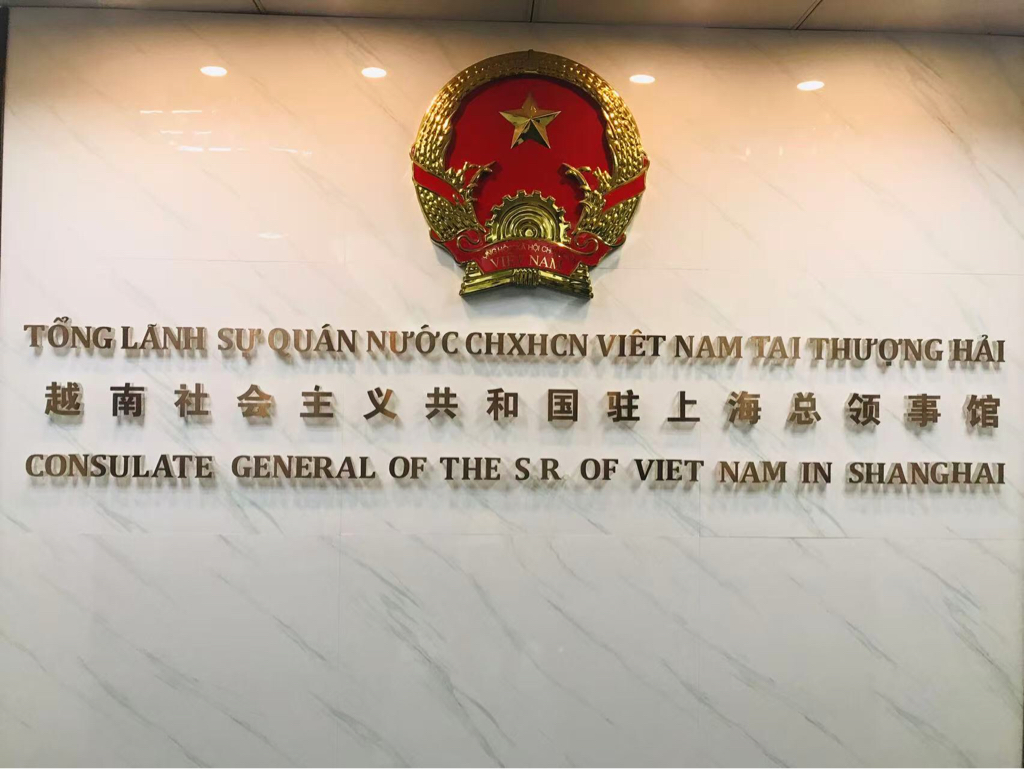 VIỆT NAM
TỔNG LÃNH SỰ QUÁN NƯỚC CHXHCN VIỆT NAM TẠI THƯỢNG HẢI
越南社会主义共和国驻上海总领事馆
CONSULATE GENERAL OF THE S R OF VIET NAM IN SHANGHAI